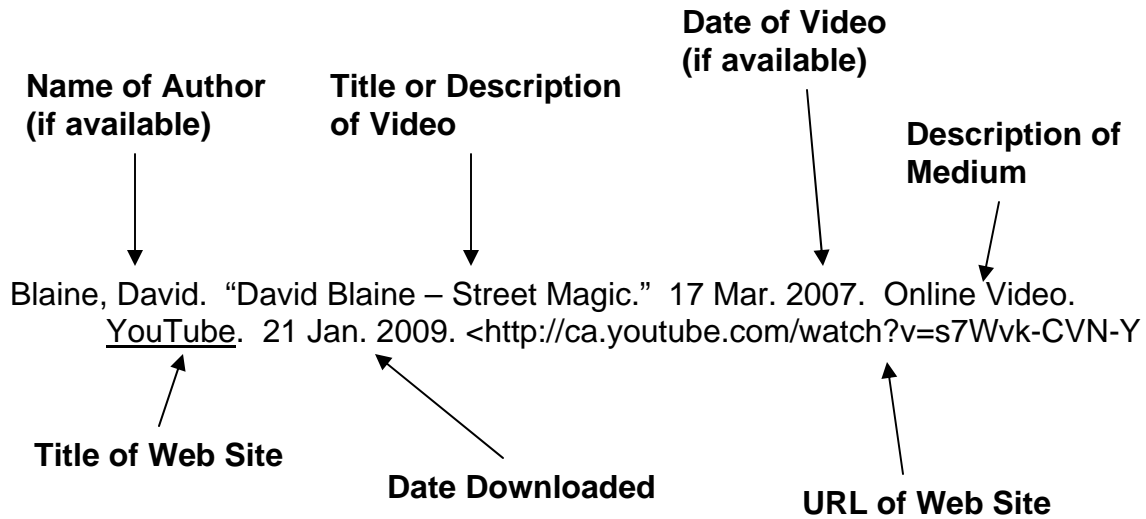 Date of Video
(if available)
Name of Author
(if available)
Title or Description
of Video
Description of
Medium
Blaine, David.  “David Blaine – Street Magic.”  17 Mar. 2007.  Online Video.
YouTube.  21 Jan. 2009. <http://ca.youtube.com/watch?v=s7Wvk-CVN-Y
Title of Web Site
Date Downloaded
URL of Web Site